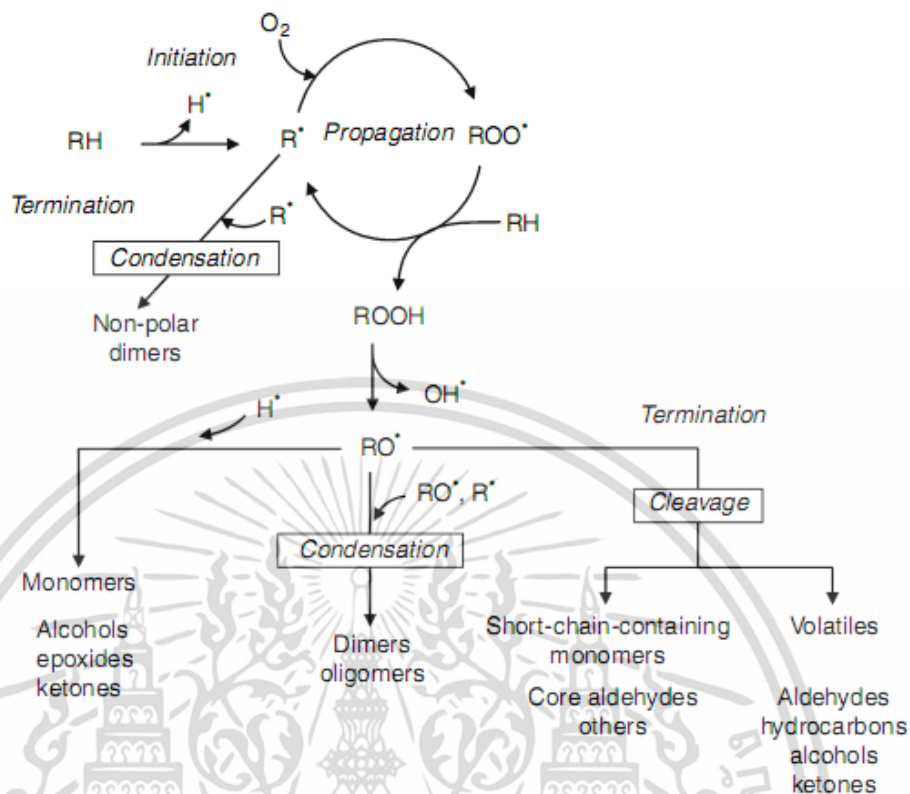 O₂
Initiation
H•
RH
R•
Propagation
ROO•
Termination
R•
RH
Condensation
Non-polar
dimers
ROOH
OH•
H•
Termination
RO•
RO•, R•
Cleavage
Condensation
Monomers
Alcohols
epoxides
ketones
Dimers
oligomers
Short-chain-containing
monomers
Core aldehydes
others
Volatiles
Aldehydes
hydrocarbons
alcohols
ketones